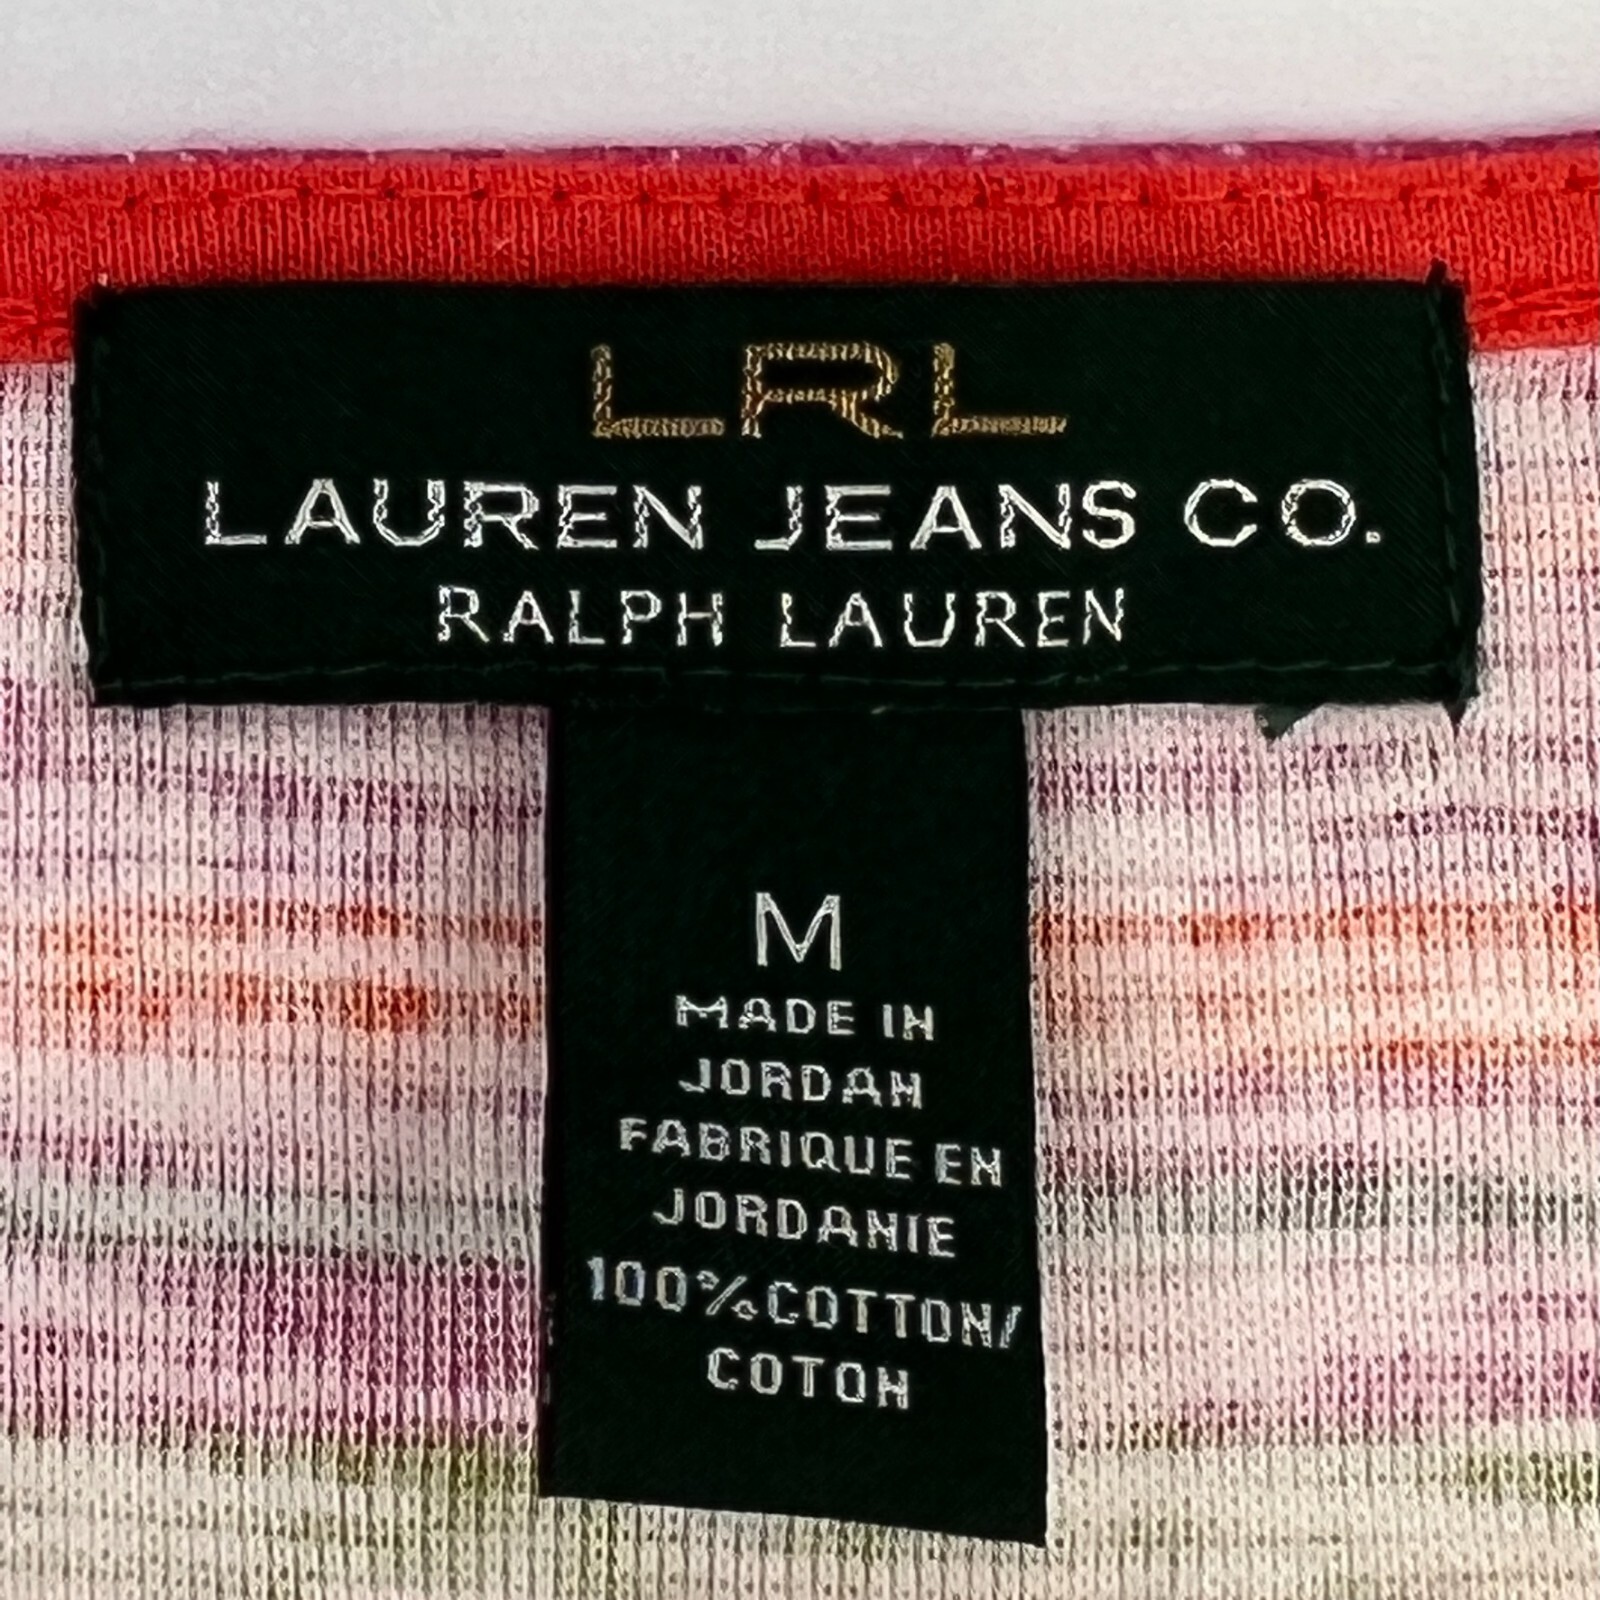 LRL
LAUREN JEANS CO.
RALPH LAUREN
M
MADE IN
JORDAN
FABRIQUE EN
JORDANIE
100%COTTON/
COTON